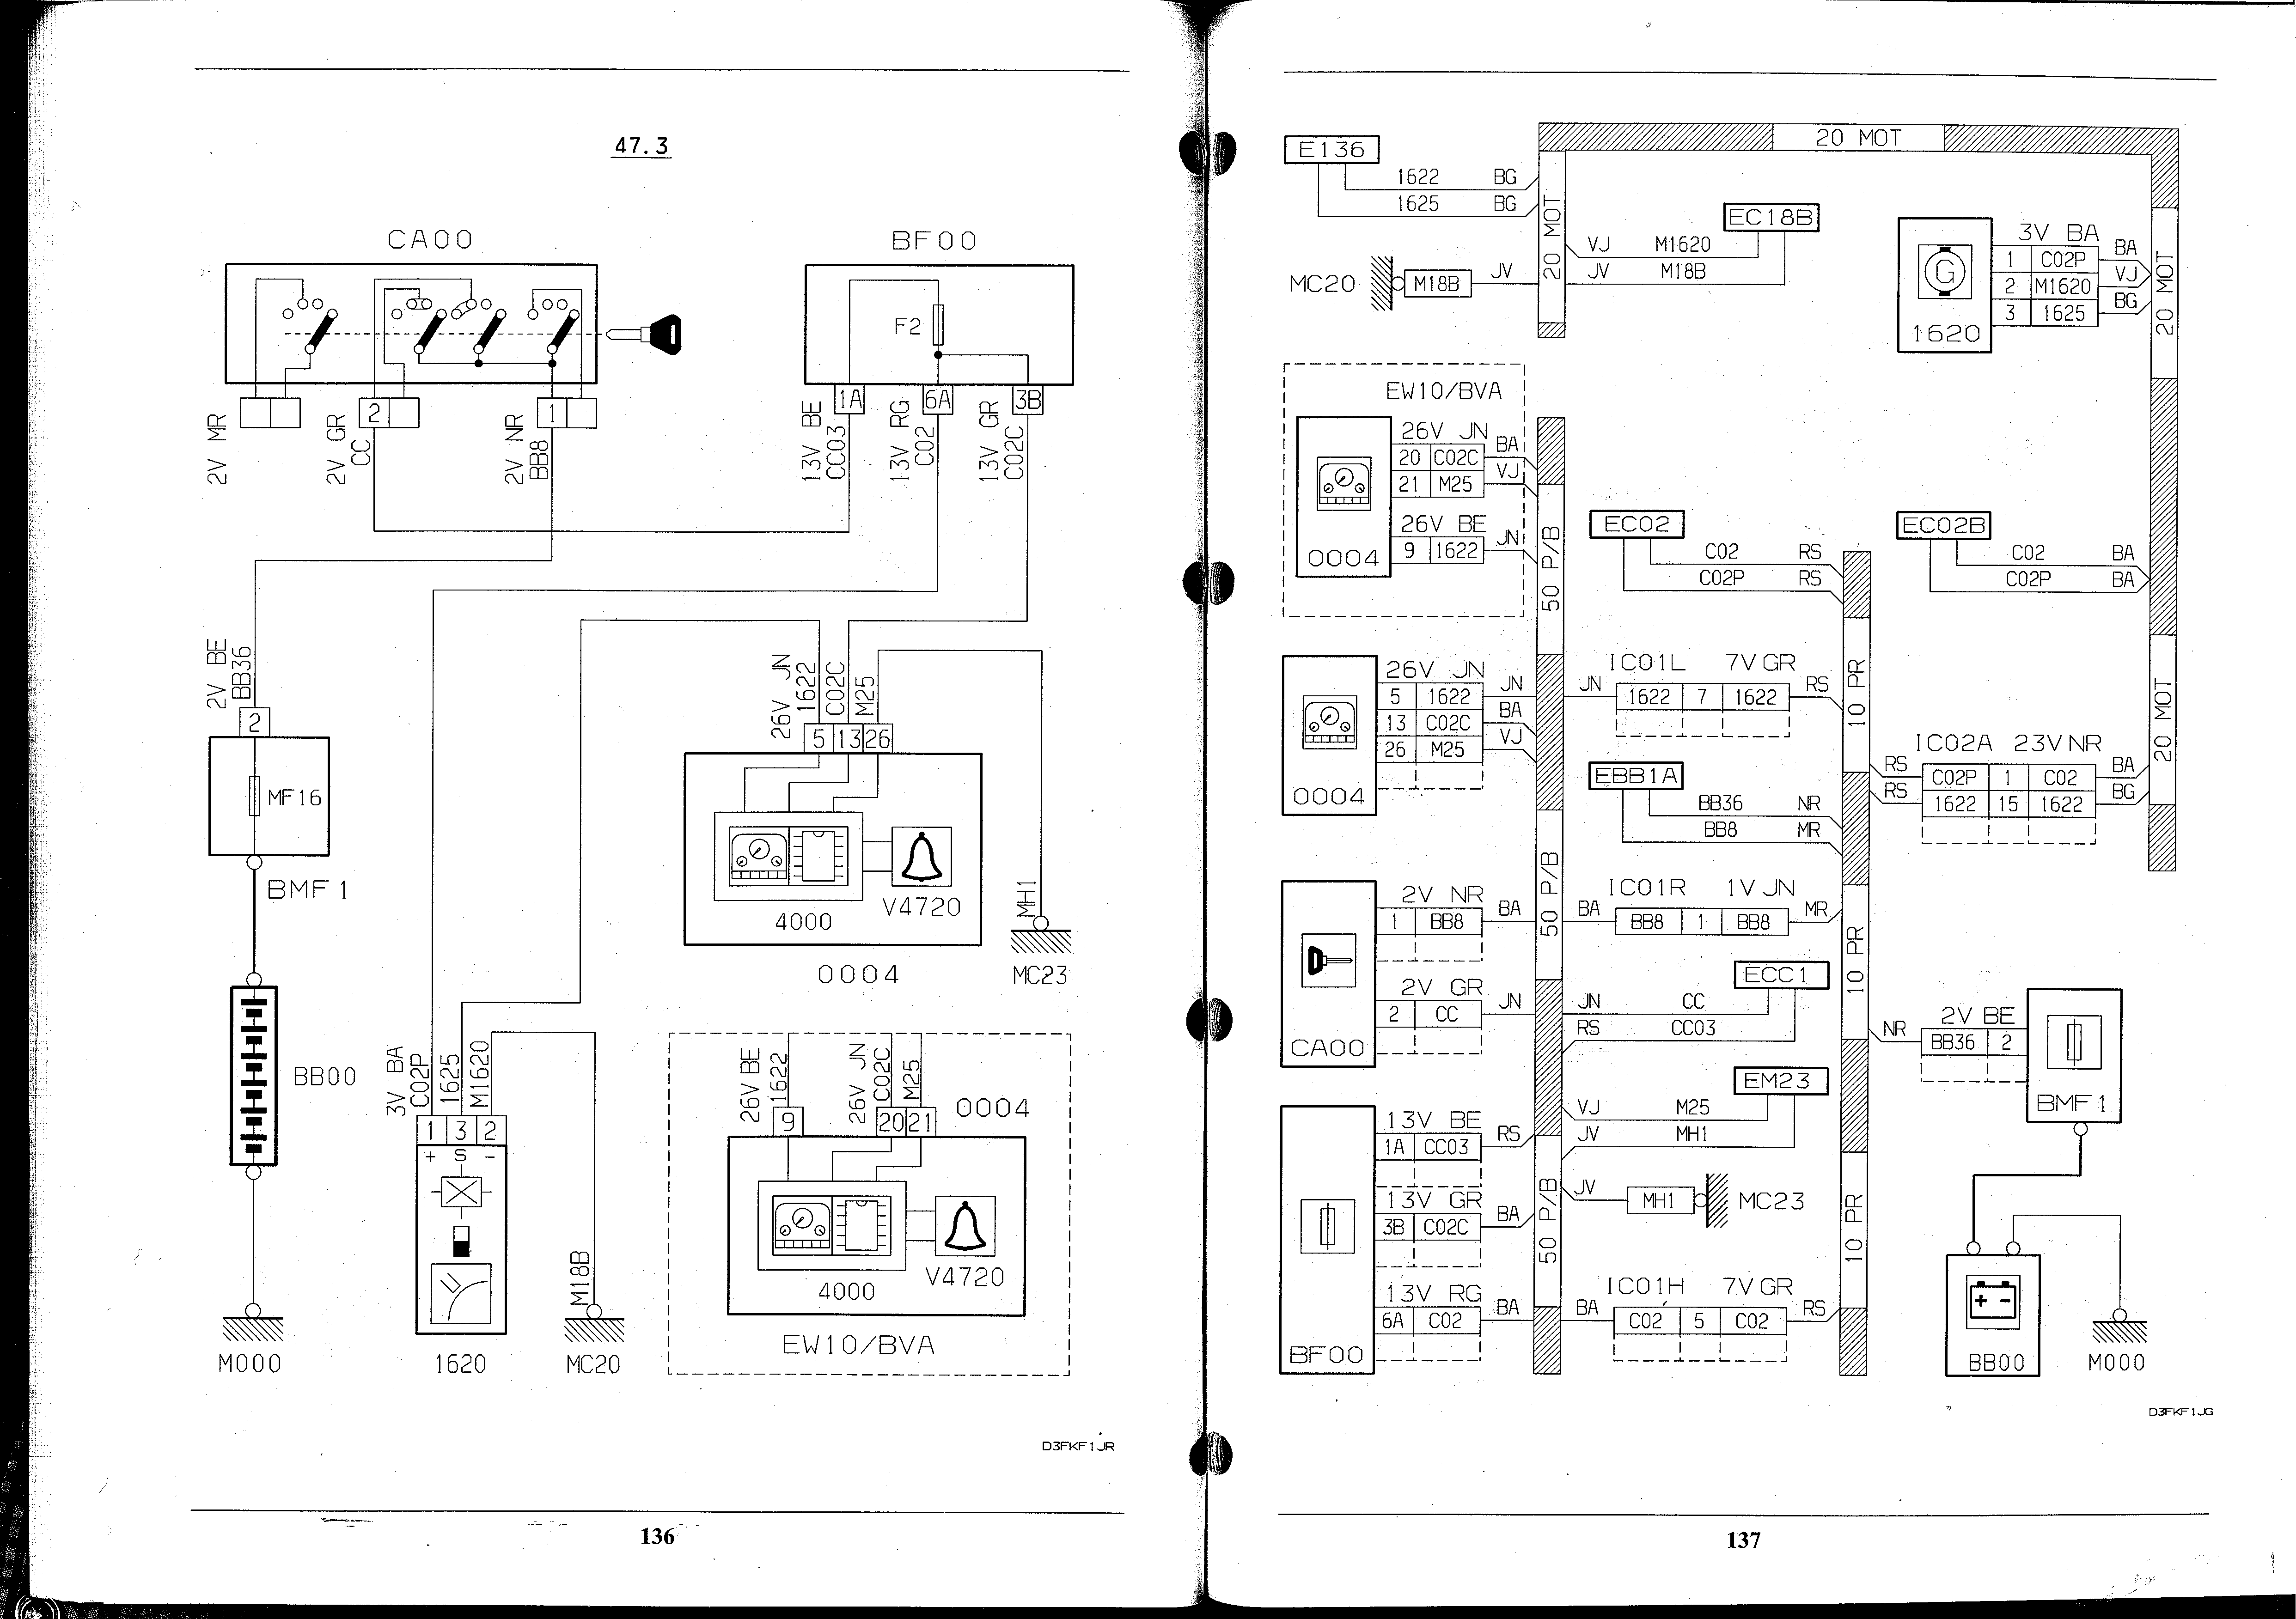 47.3
CA00
BF00
F2
2V MR
2
2V GR
CC
1
2V NR
BB8
1A
13V BE
CC03
6A
13V RG
C02
3B
13V GR
C02C
2V BE
BB36
2
MF16
BMF1
BB00
M000
26V JN
1622
C02C
M25
5 13 26
4000
V4720
0004
MH1
MC23
3V BA
C02P
1625
M1620
1 3 2
+ S -
1620
M18B
MC20
26V BE
1622
26V JN
C02C
M25
0004
9
20 21
4000
V4720
EW10/BVA
D3FKF1JR
136
E136
1622 BG
1625 BG
20 MOT
20 MOT
EC18B
VJ M1620
JV M18B
MC20
M18B
JV
1620
G
3V BA
1 C02P BA
2 M1620 VJ
3 1625 BG
20 MOT
EW10/BVA
26V JN
20 C02C BA
21 M25 VJ
26V BE
9 1622 JN
0004
50 P/B
EC02
C02 RS
C02P RS
EC02B
C02 BA
C02P BA
26V JN
5 1622 JN
13 C02C BA
26 M25 VJ
0004
IC01L 7V GR
JN 1622 7 1622 RS
10 PR
20 MOT
IC02A 23V NR
RS C02P 1 C02 BA
RS 1622 15 1622 BG
EBB1A
BB36 NR
BB8 MR
50 P/B
2V NR
1 BB8 BA
2V GR
2 CC JN
CA00
IC01R 1V JN
BA BB8 1 BB8 MR
10 PR
ECC1
JN CC
RS CC03
EM23
VJ M25
JV MH1
NR
2V BE
BB36 2
BMF1
13V BE
1A CC03 RS
13V GR
3B C02C BA
13V RG
6A C02 BA
BF00
50 P/B
JV MH1
MC23
10 PR
IC01H 7V GR
BA C02 5 C02 RS
+ -
BB00
M000
D3FKF1JG
137